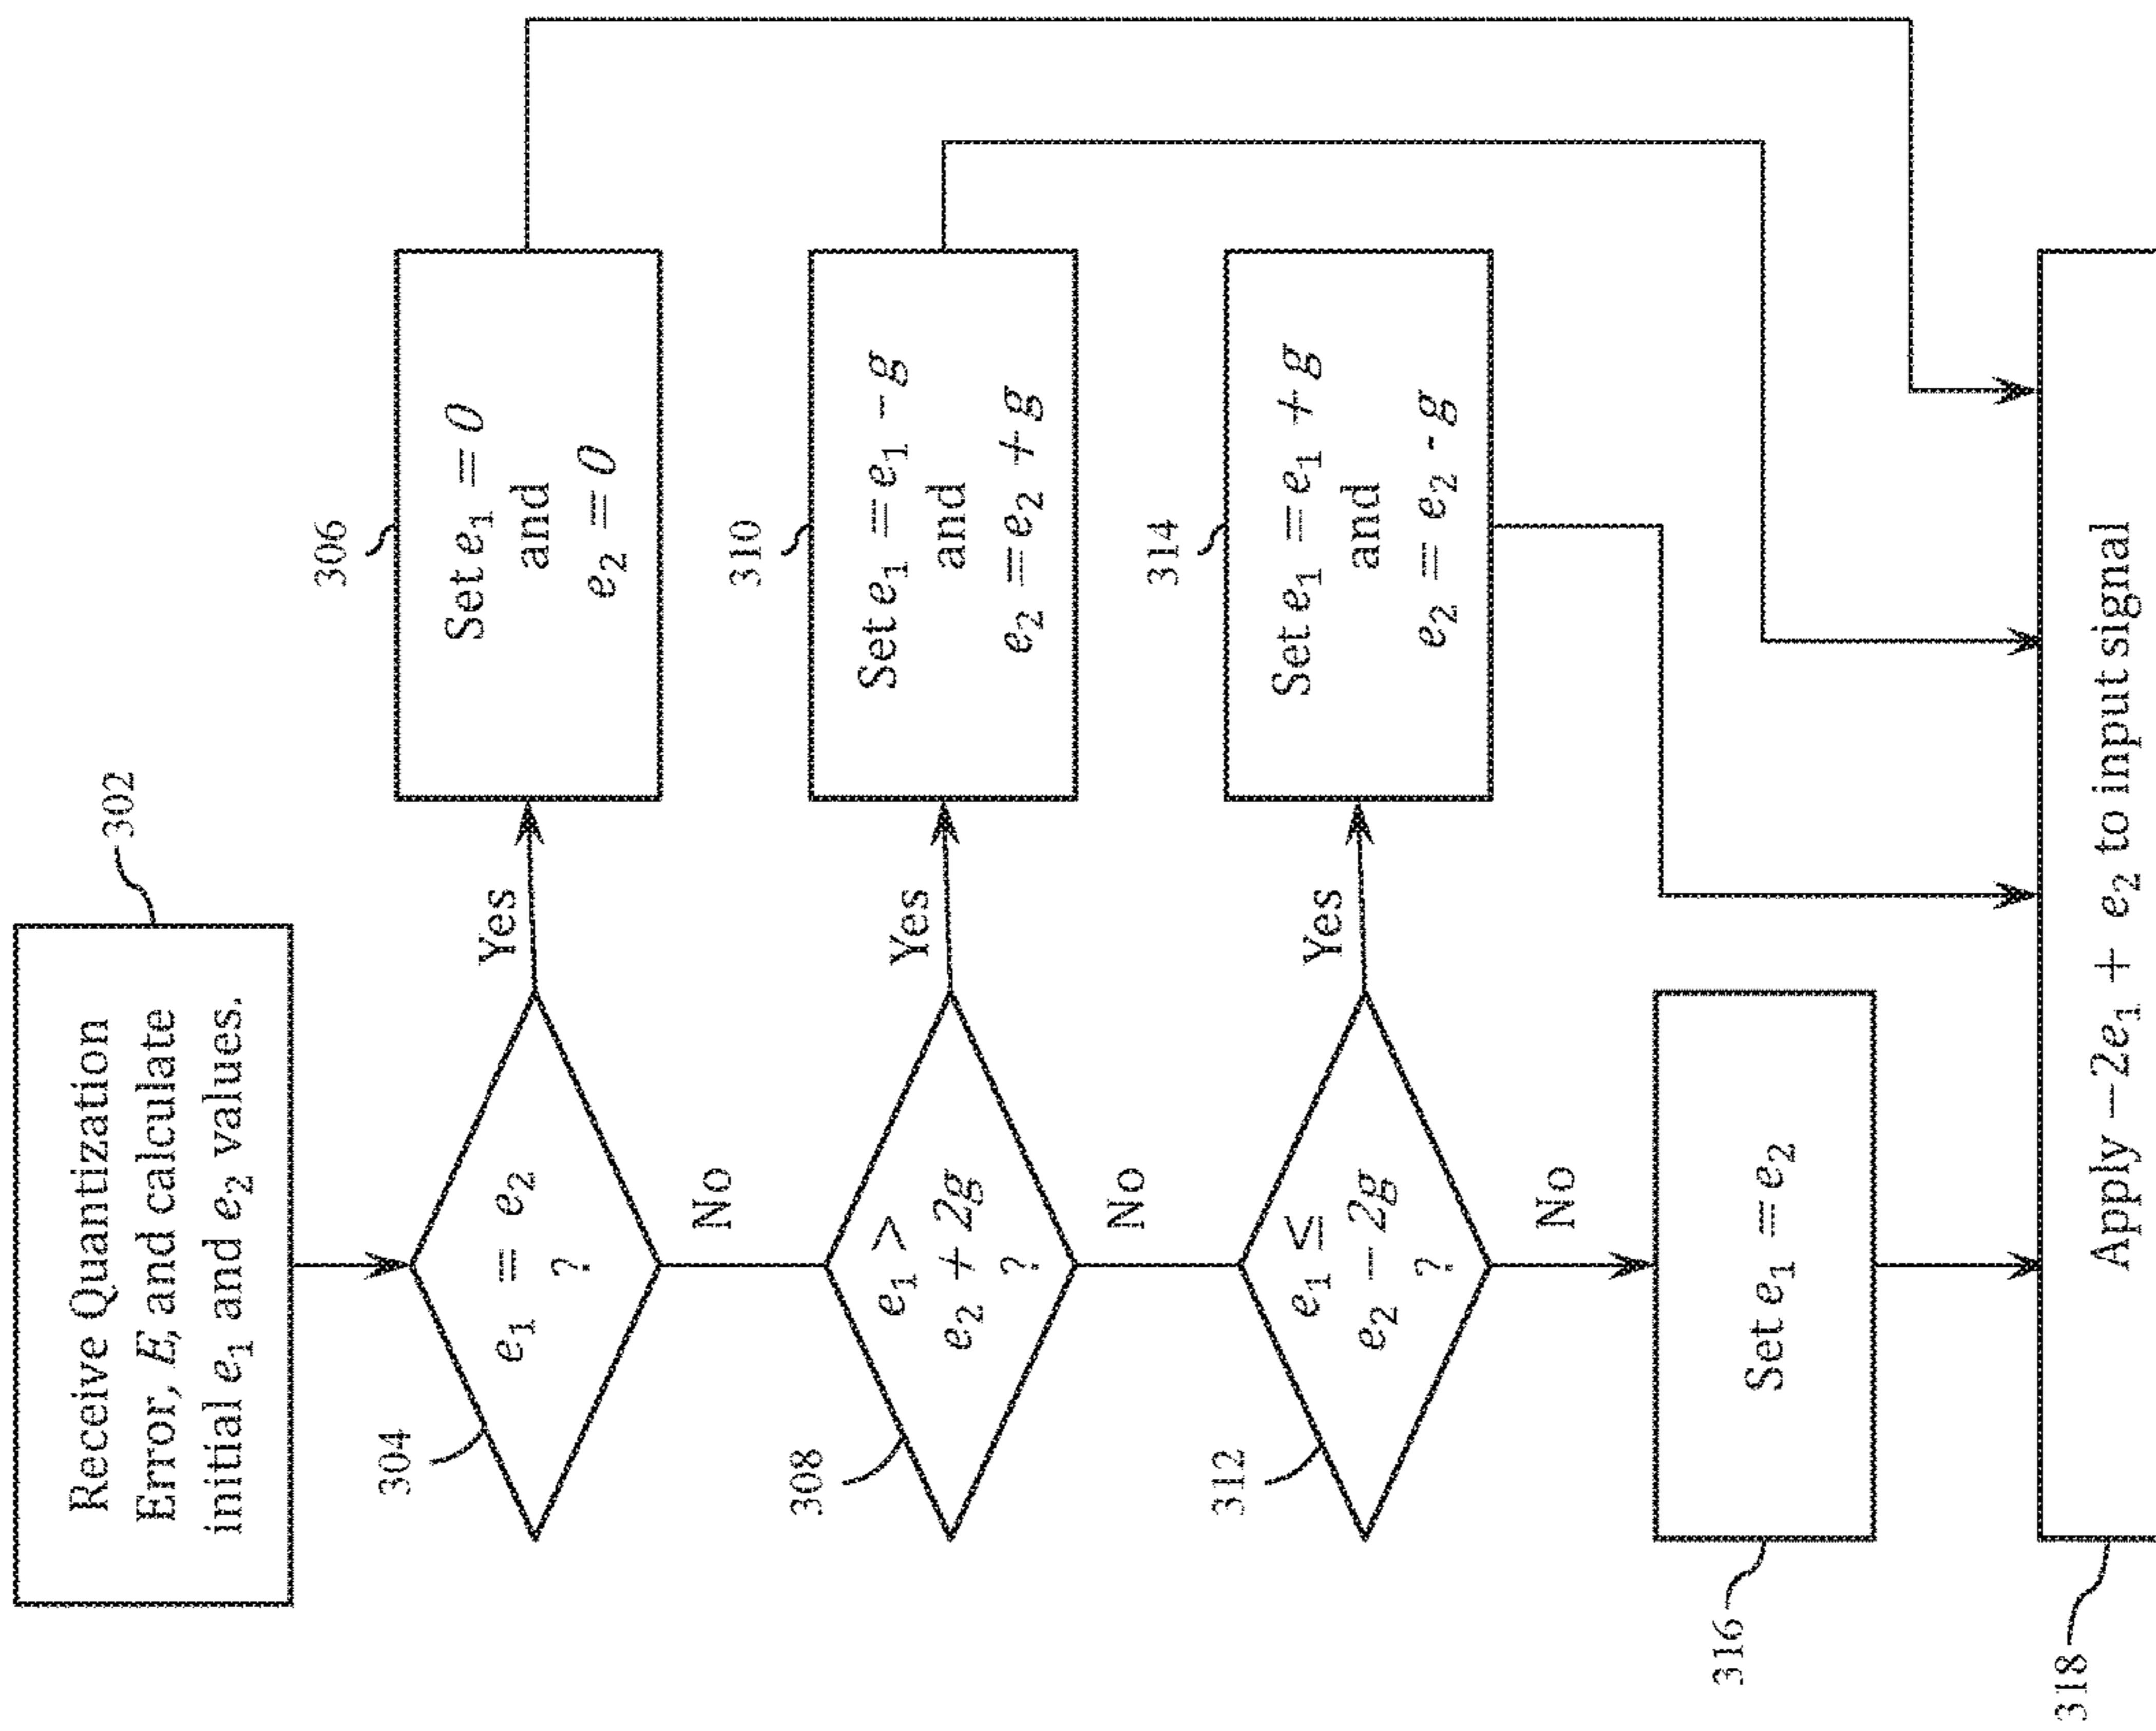 302
Receive Quantization
Error, E, and calculate
initial e₁ and e₂ values.
304
e₁ = e₂
?
Yes
306
Set e₁ = 0
and
e₂ = 0
No
308
e₁ >
e₂ + 2g
?
Yes
310
Set e₁ = e₁ - g
and
e₂ = e₂ + g
No
312
e₁ ≤
e₂ − 2g
?
Yes
314
Set e₁ = e₁ + g
and
e₂ = e₂ - g
No
316
Set e₁ = e₂
318
Apply −2e₁ + e₂ to input signal